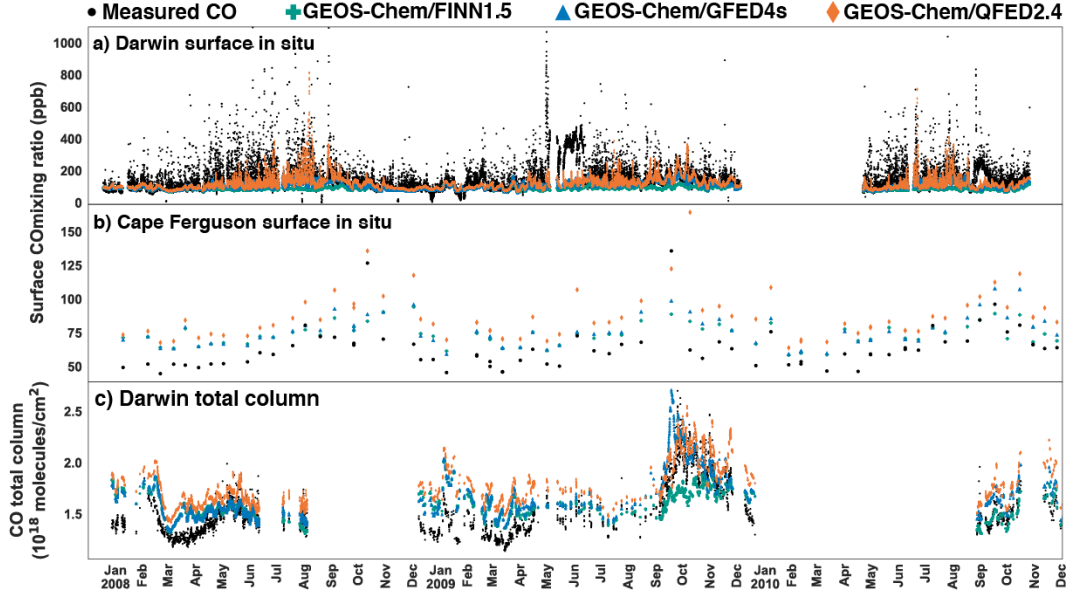 Measured CO GEOS-Chem/FINN1.5 GEOS-Chem/GFED4s GEOS-Chem/QFED2.4
a) Darwin surface in situ
1000
800
600
400
200
0
Surface COmixing ratio (ppb)
b) Cape Ferguson surface in situ
150
125
100
75
50
c) Darwin total column
2.5
2.0
1.5
CO total column
(10^18 molecules/cm^2)
Jan Feb Mar Apr May Jun Jul Aug Sep Oct Nov Dec Jan Feb Mar Apr May Jun Jul Aug Sep Oct Nov Dec Jan Feb Mar Apr May Jun Jul Aug Sep Oct Nov Dec
2008 2009 2010